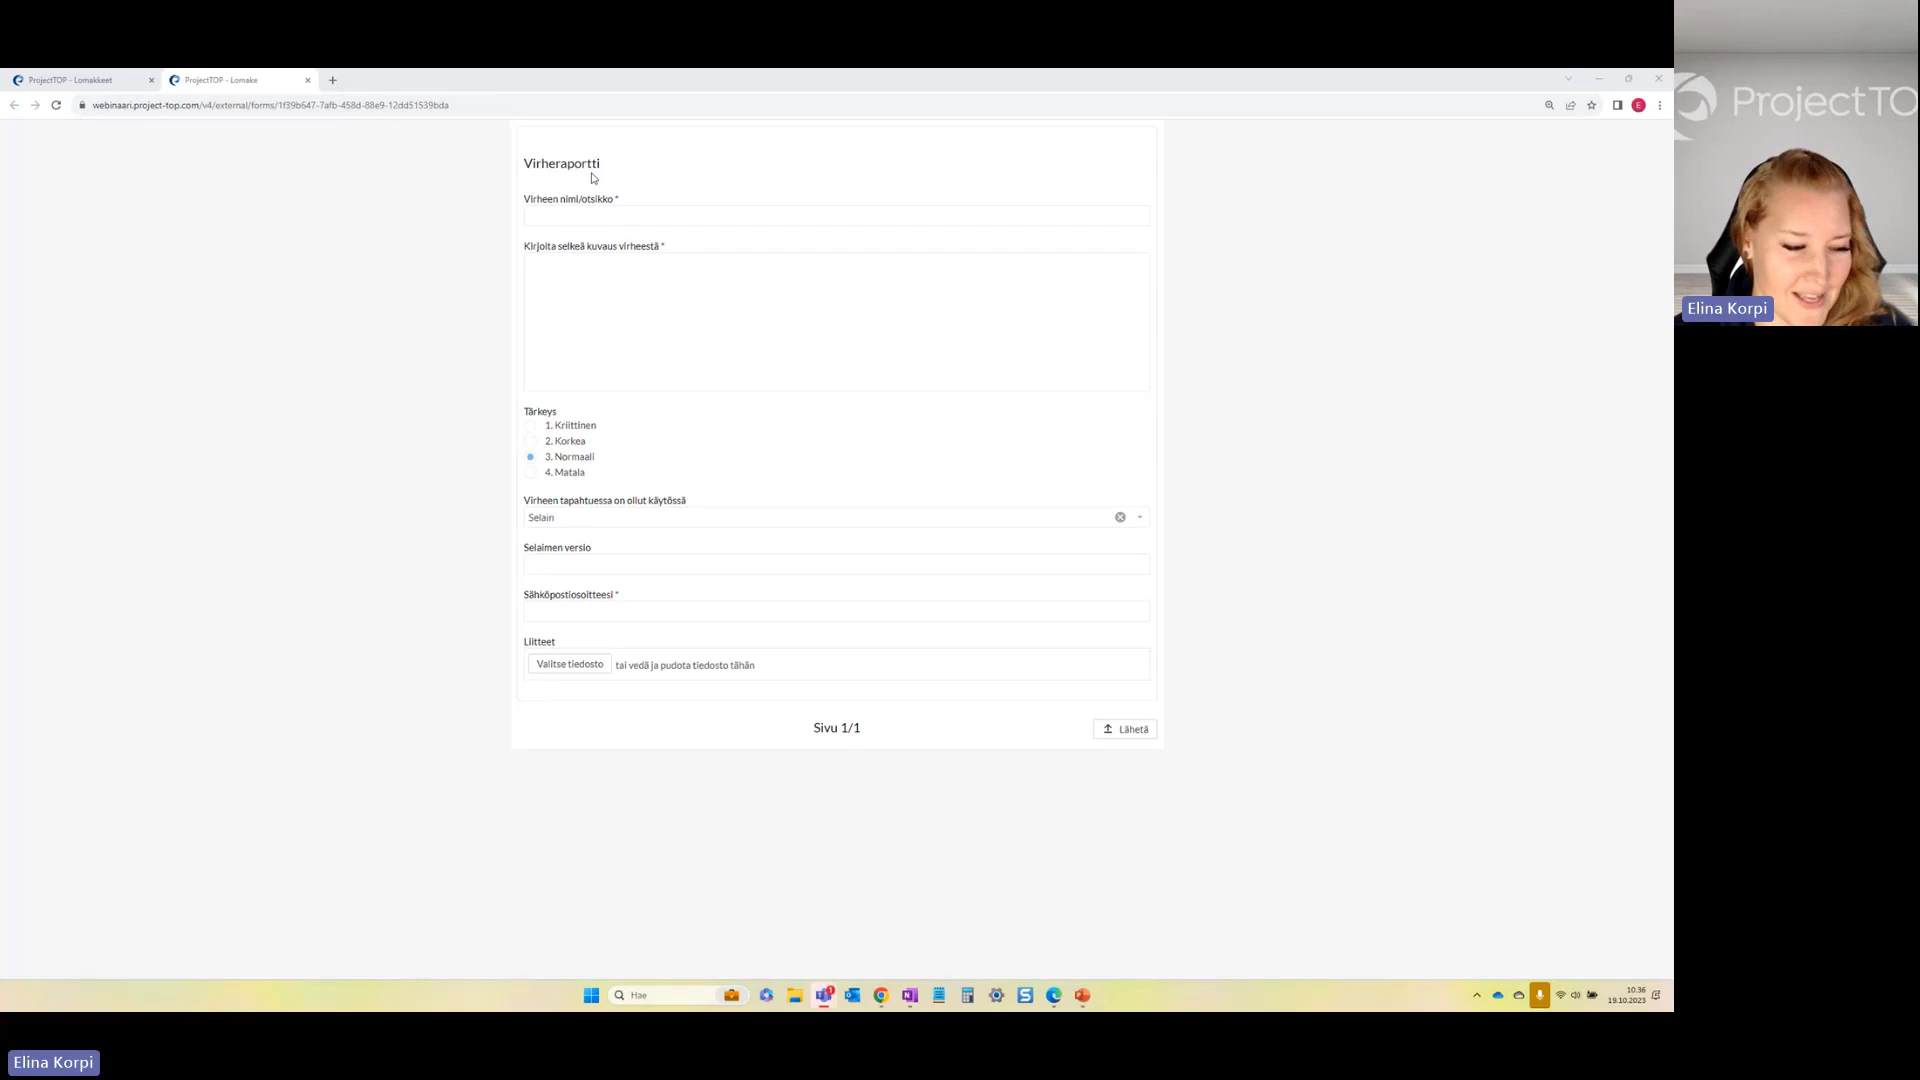 ProjectTOP - Lomakkeet
ProjectTOP - Lomake
webinaari.project-top.com/v4/external/forms/1f39b647-7afb-458d-88e9-12dd51539bda
E
Virheraportti
Virheen nimi/otsikko *
Kirjoita selkeä kuvaus virheestä *
Tärkeys
1. Kriittinen
2. Korkea
3. Normaali
4. Matala
Virheen tapahtuessa on ollut käytössä
Selain
Selaimen versio
Sähköpostiosoitteesi *
Liitteet
Valitse tiedosto tai vedä ja pudota tiedosto tähän
Sivu 1/1
Lähetä
Hae
1
10.36
19.10.2023
ProjectTO
Elina Korpi
Elina Korpi